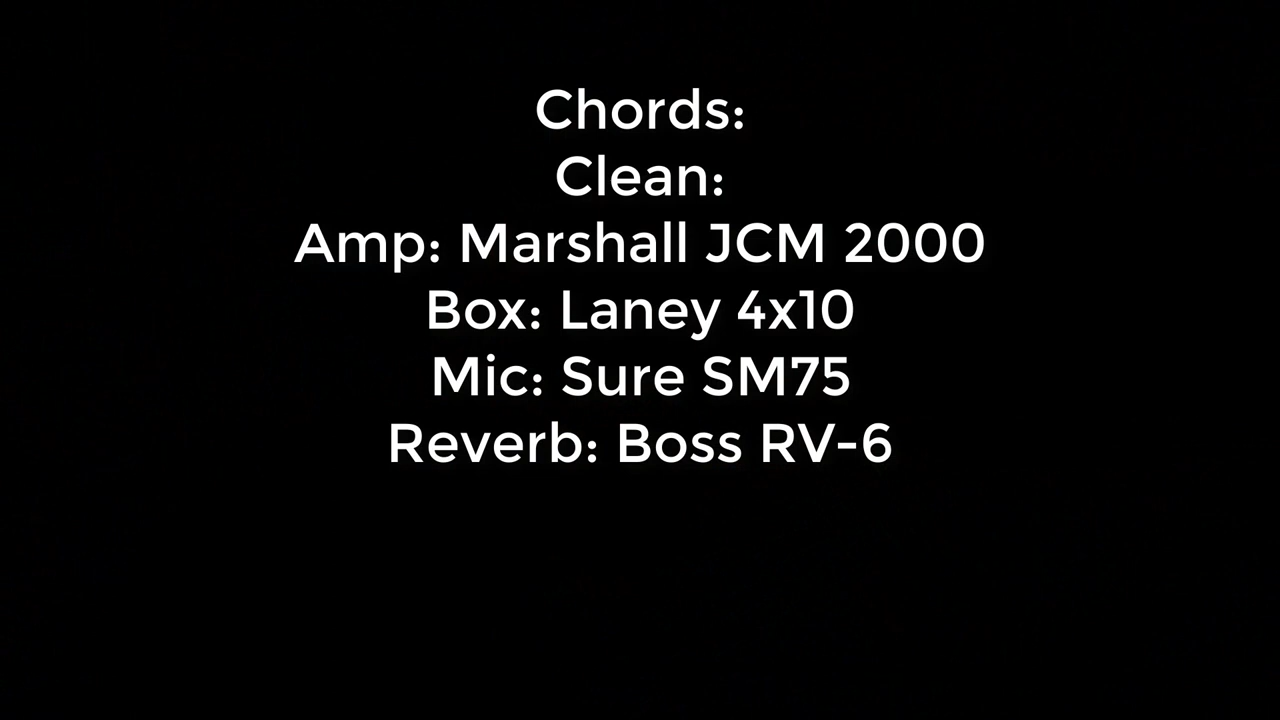 Chords:
Clean:
Amp: Marshall JCM 2000
Box: Laney 4x10
Mic: Sure SM75
Reverb: Boss RV-6